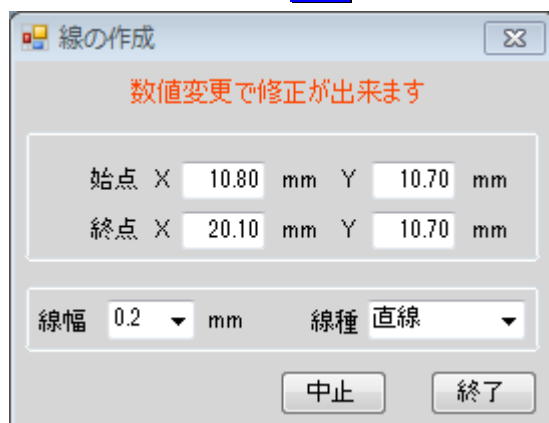 線の作成
数値変更で修正が出来ます
始点 X 10.80 mm Y 10.70 mm
終点 X 20.10 mm Y 10.70 mm
線幅 0.2 mm 線種 直線
中止 終了